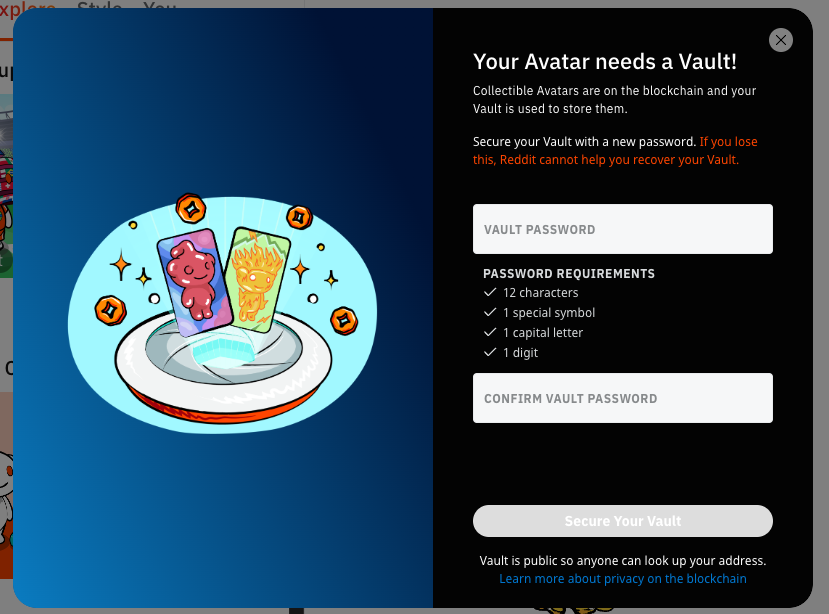 Explore Style You
Your Avatar needs a Vault!
Collectible Avatars are on the blockchain and your
Vault is used to store them.
Secure your Vault with a new password. If you lose
this, Reddit cannot help you recover your Vault.
VAULT PASSWORD
PASSWORD REQUIREMENTS
12 characters
1 special symbol
1 capital letter
1 digit
CONFIRM VAULT PASSWORD
Secure Your Vault
Vault is public so anyone can look up your address.
Learn more about privacy on the blockchain